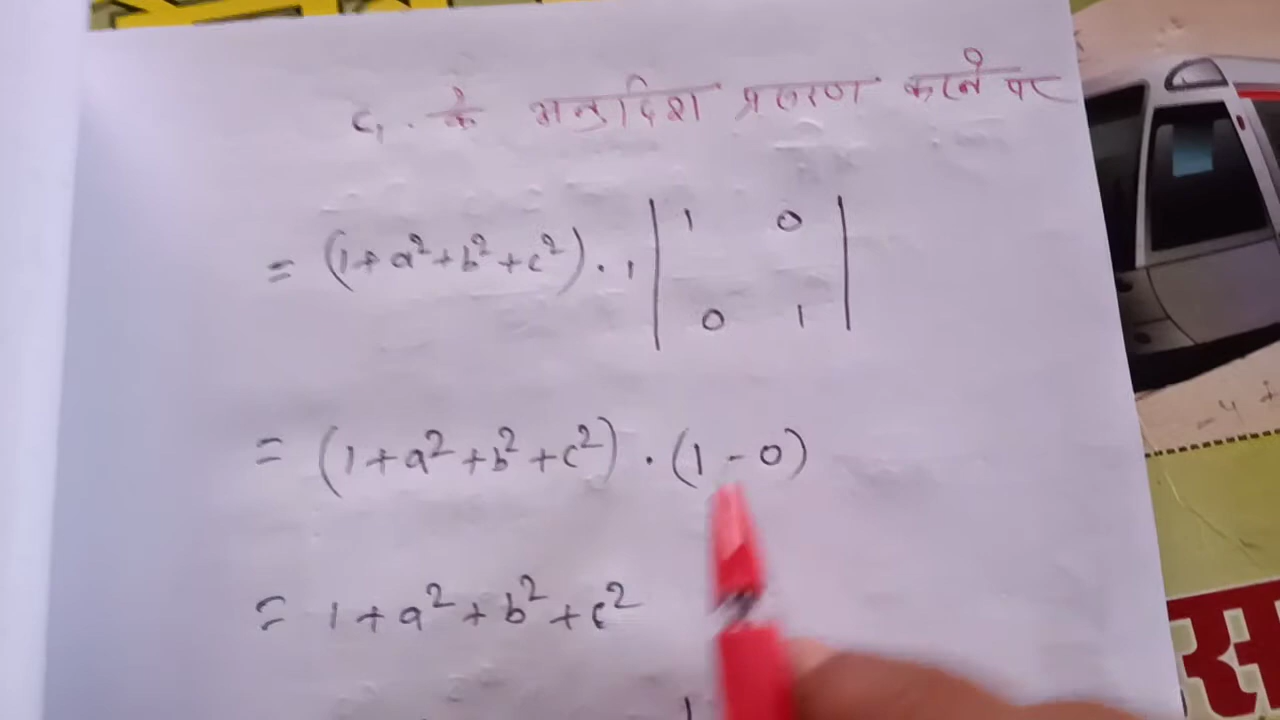 C₁ . के अनुदिश प्रसरण करने पर
= (1+a²+b²+c²) . 1 | 1 0 |
| 0 1 |
= (1+a²+b²+c²) . (1-0)
= 1+a²+b²+c²
-4 +